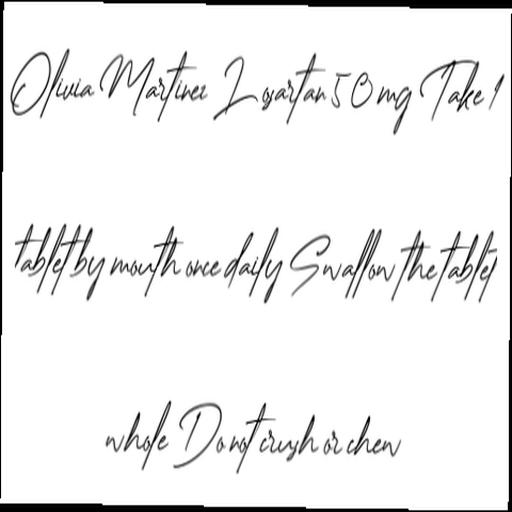 Olivia Martinez Losartan 50 mg Take 1
tablet by mouth once daily Swallow the tablet
whole Do not crush or chew